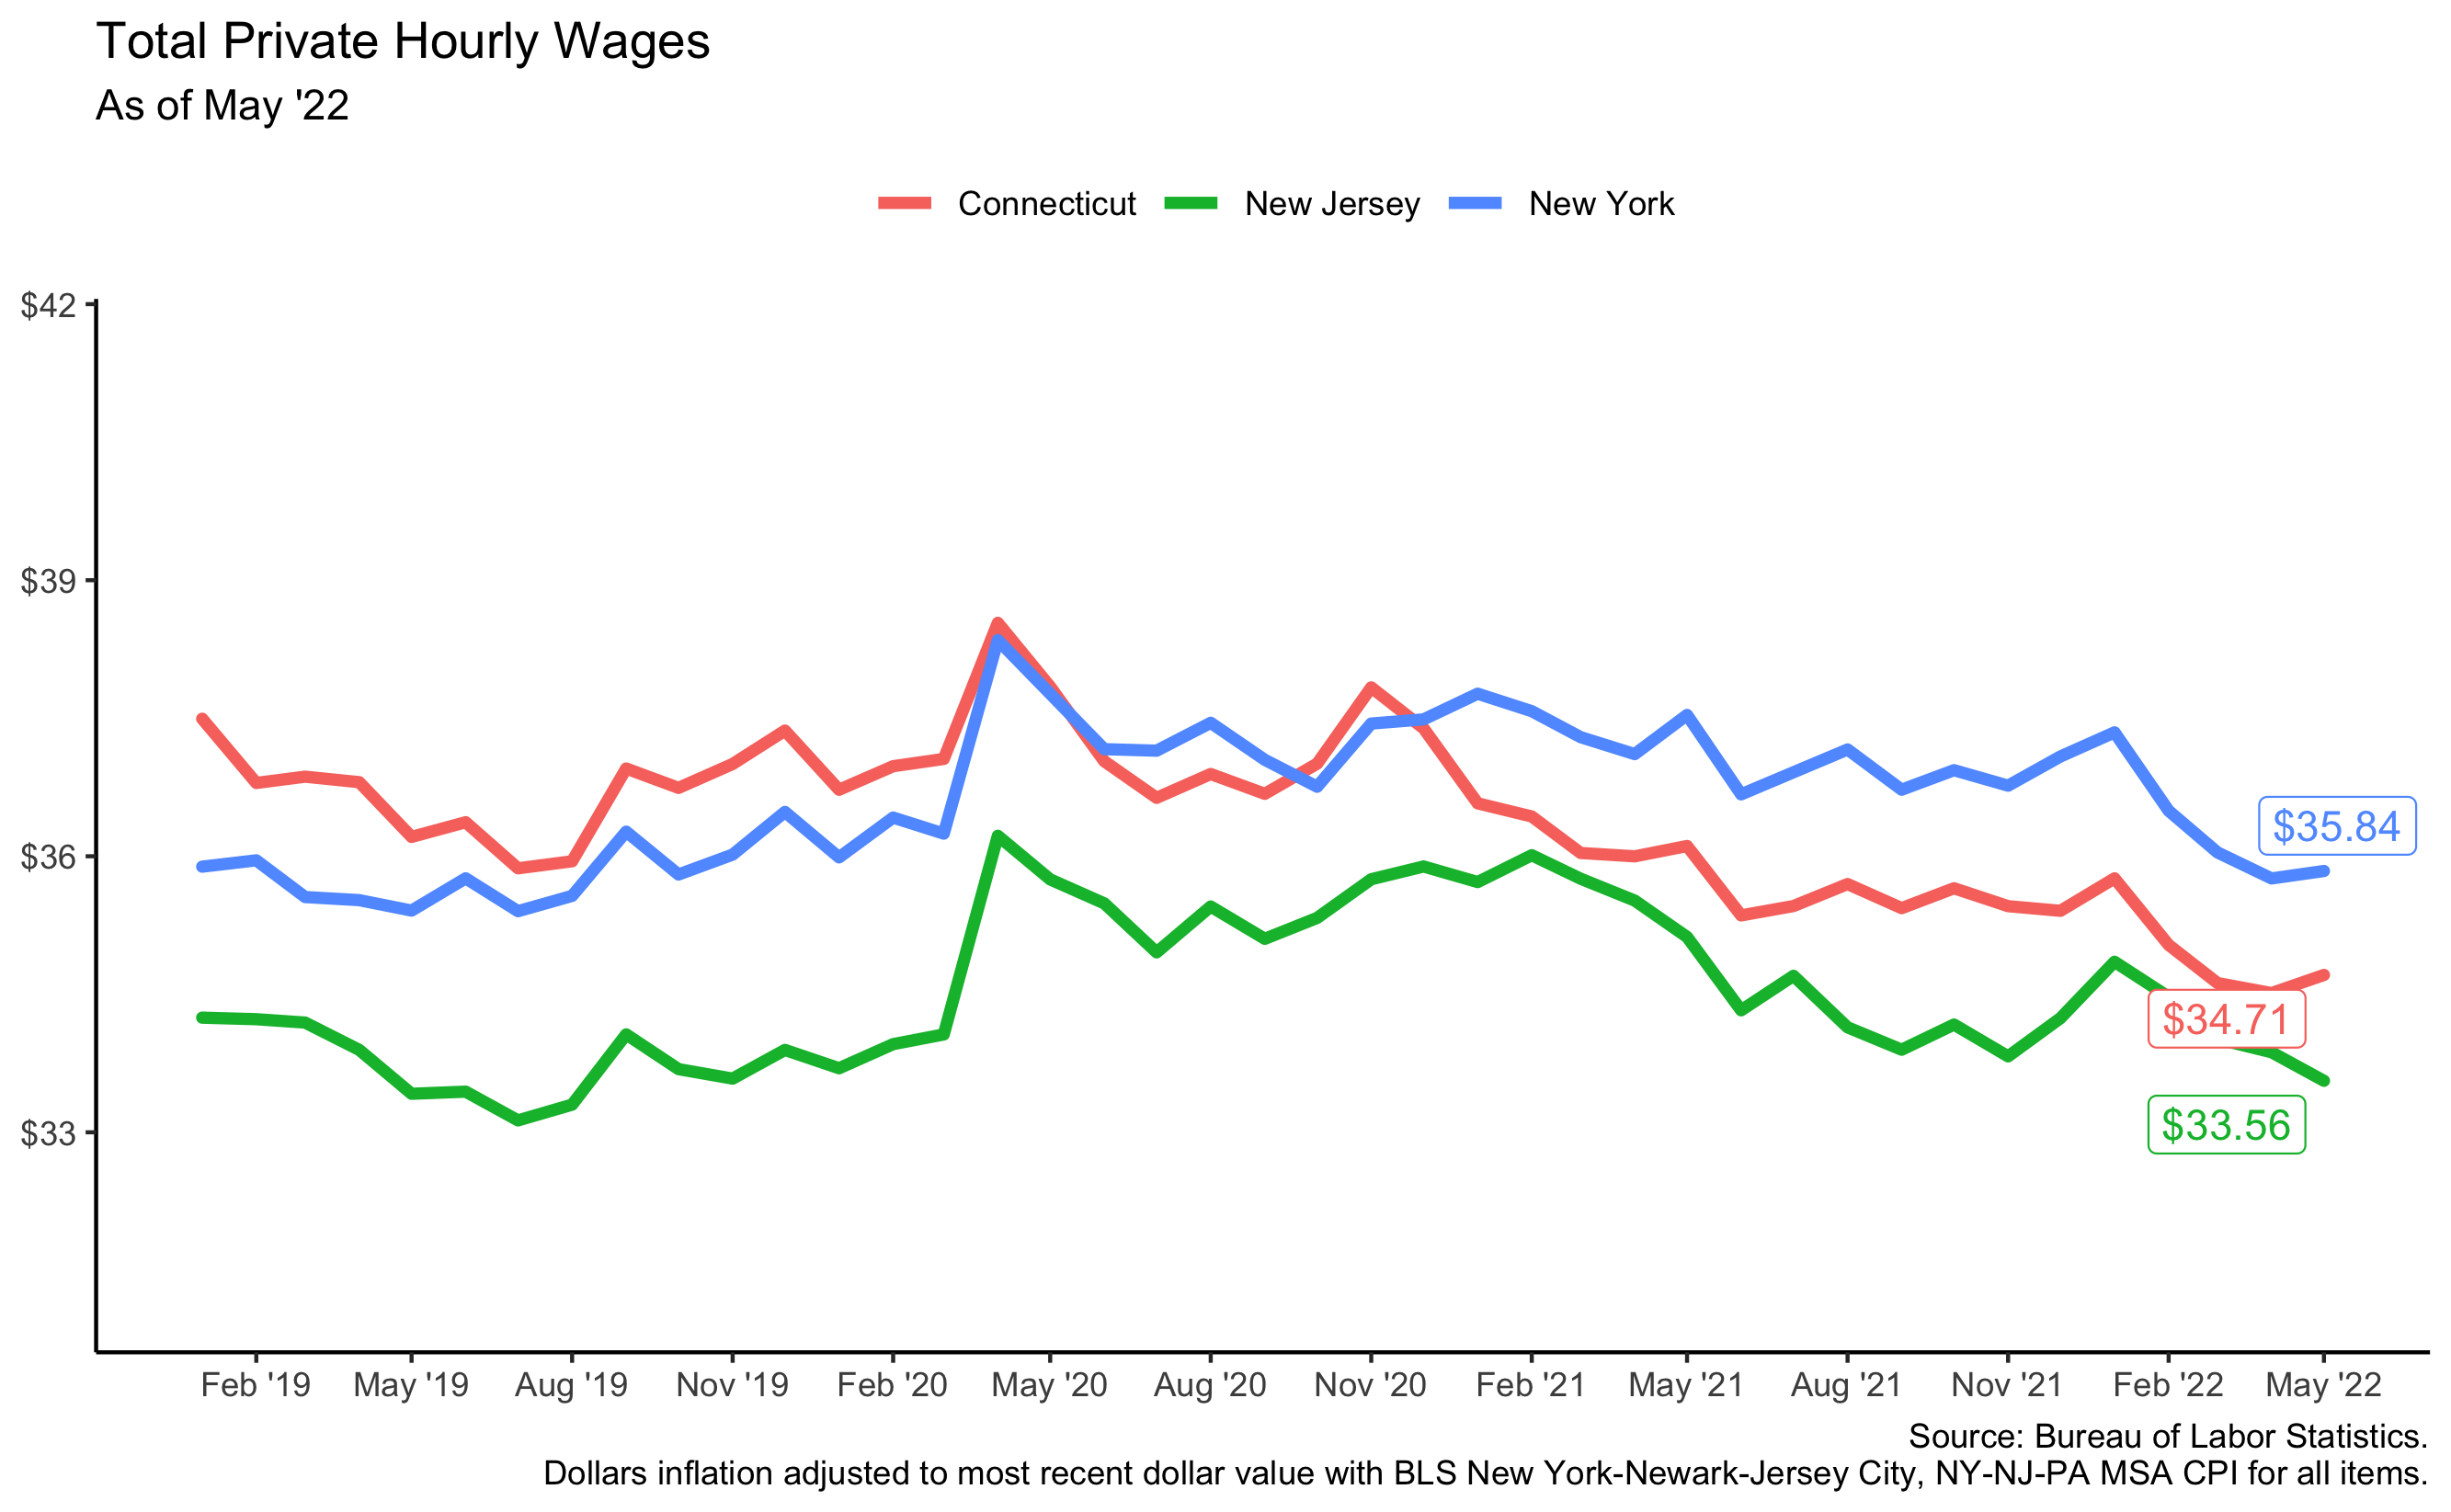 Total Private Hourly Wages
As of May '22
Connecticut New Jersey New York
$42
$39
$36
$33
$35.84
$34.71
$33.56
Feb '19 May '19 Aug '19 Nov '19 Feb '20 May '20 Aug '20 Nov '20 Feb '21 May '21 Aug '21 Nov '21 Feb '22 May '22
Source: Bureau of Labor Statistics.
Dollars inflation adjusted to most recent dollar value with BLS New York-Newark-Jersey City, NY-NJ-PA MSA CPI for all items.